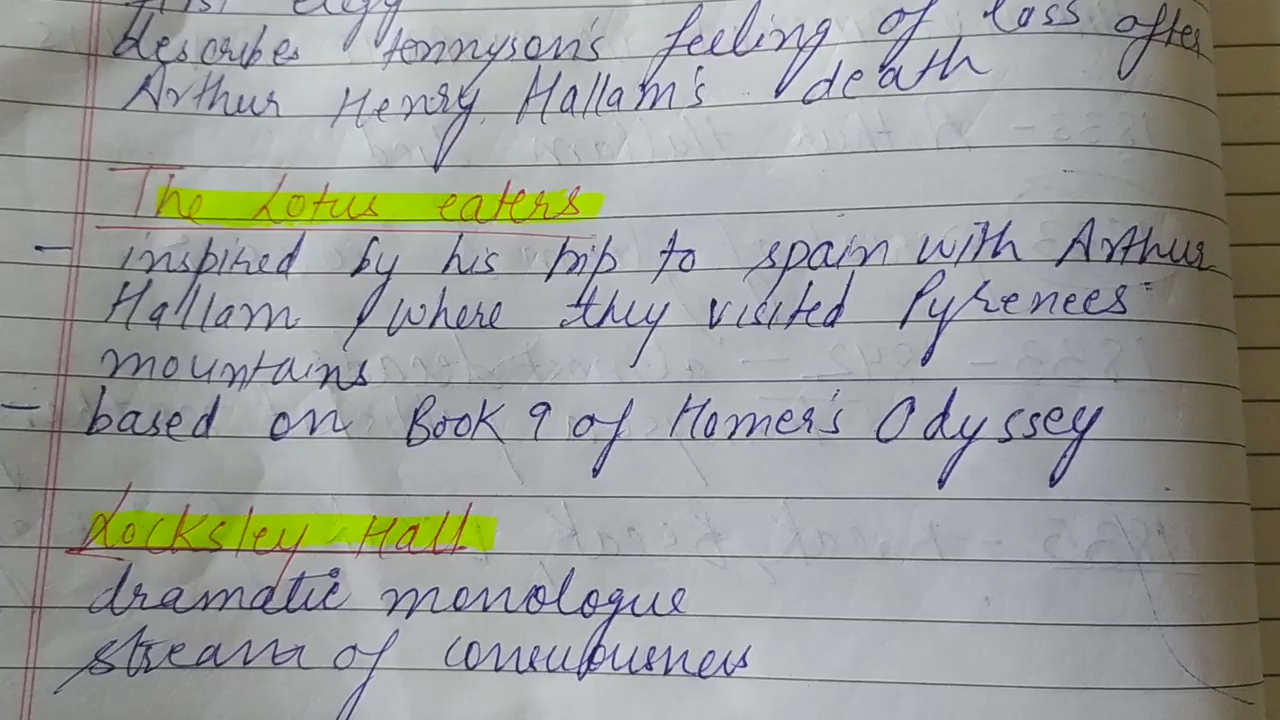 first elegy
describes tennyson's feeling of loss after
Arthur Henry Hallam's death
The Lotus eaters
- inspired by his trip to spain with Arthur
Hallam, where they visited Pyrenees
mountains
- based on Book 9 of Homer's Odyssey
Locksley Hall
dramatic monologue
stream of consciousness